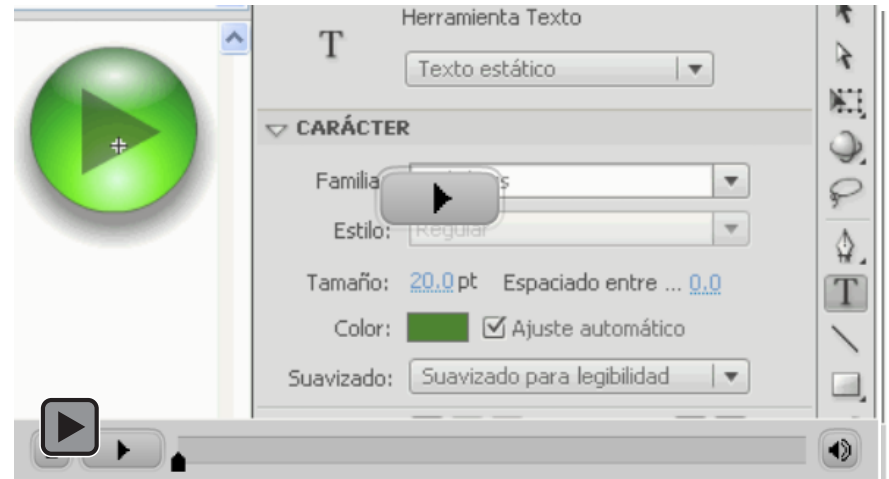 Herramienta Texto
T
Texto estático
CARÁCTER
Familia
Estilo: Regular
Tamaño: 20,0 pt Espaciado entre ... 0,0
Color: Ajuste automático
Suavizado: Suavizado para legibilidad
T